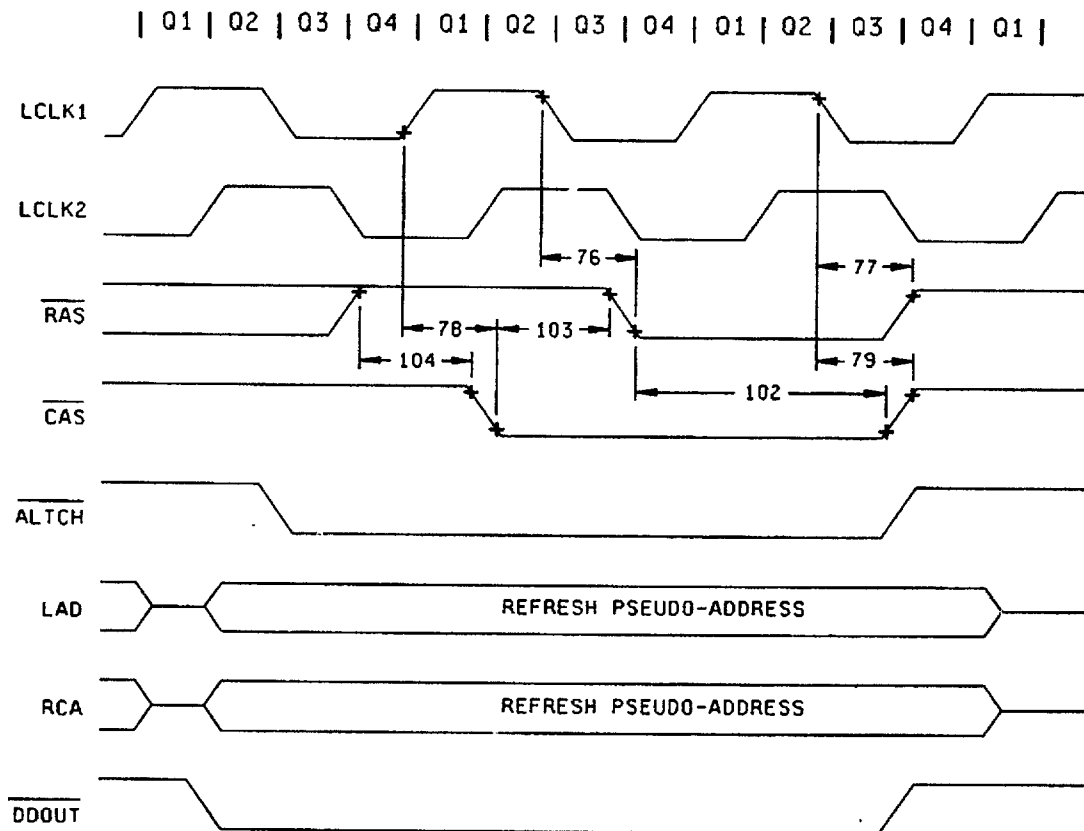 | Q1 | Q2 | Q3 | Q4 | Q1 | Q2 | Q3 | Q4 | Q1 | Q2 | Q3 | Q4 | Q1 |
LCLK1
LCLK2
76
77
RAS
78
103
104
79
102
CAS
ALTCH
LAD
REFRESH PSEUDO-ADDRESS
RCA
REFRESH PSEUDO-ADDRESS
DDOUT